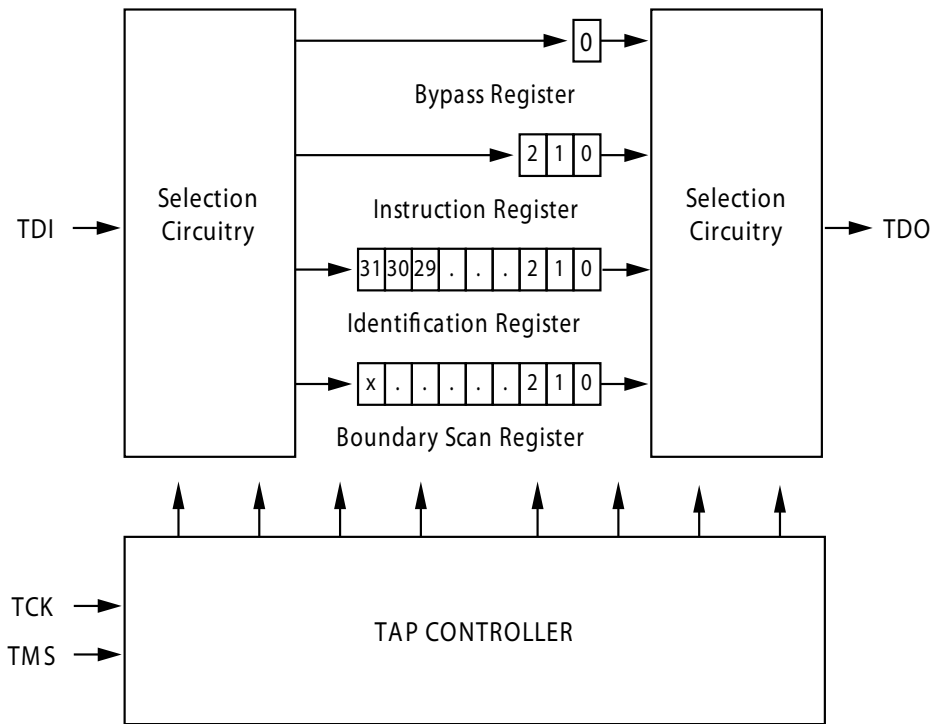 0
Bypass Register
2 1 0
Instruction Register
Selection
Circuitry
Selection
Circuitry
TDI
TDO
31 30 29 . . . 2 1 0
Identification Register
x . . . . . 2 1 0
Boundary Scan Register
TCK
TMS
TAP CONTROLLER